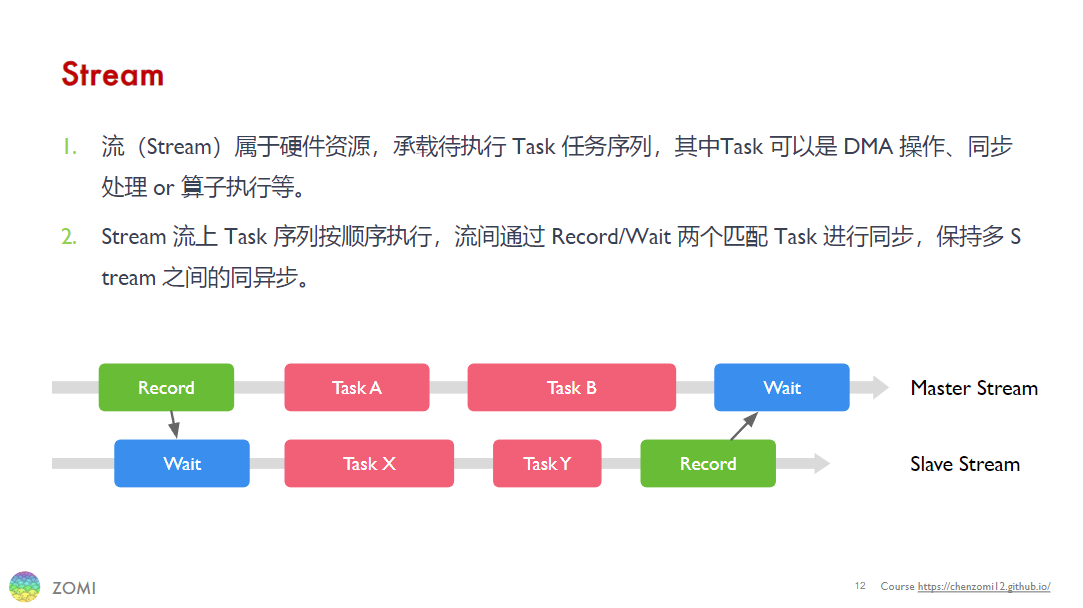 Stream
1. 流（Stream）属于硬件资源，承载待执行 Task 任务序列，其中Task 可以是 DMA 操作、同步
处理 or 算子执行等。
2. Stream 流上 Task 序列按顺序执行，流间通过 Record/Wait 两个匹配 Task 进行同步，保持多 S
tream 之间的同异步。
Record Task A Task B Wait Master Stream
Wait Task X Task Y Record Slave Stream
ZOMI 12 Course https://chenzomi12.github.io/